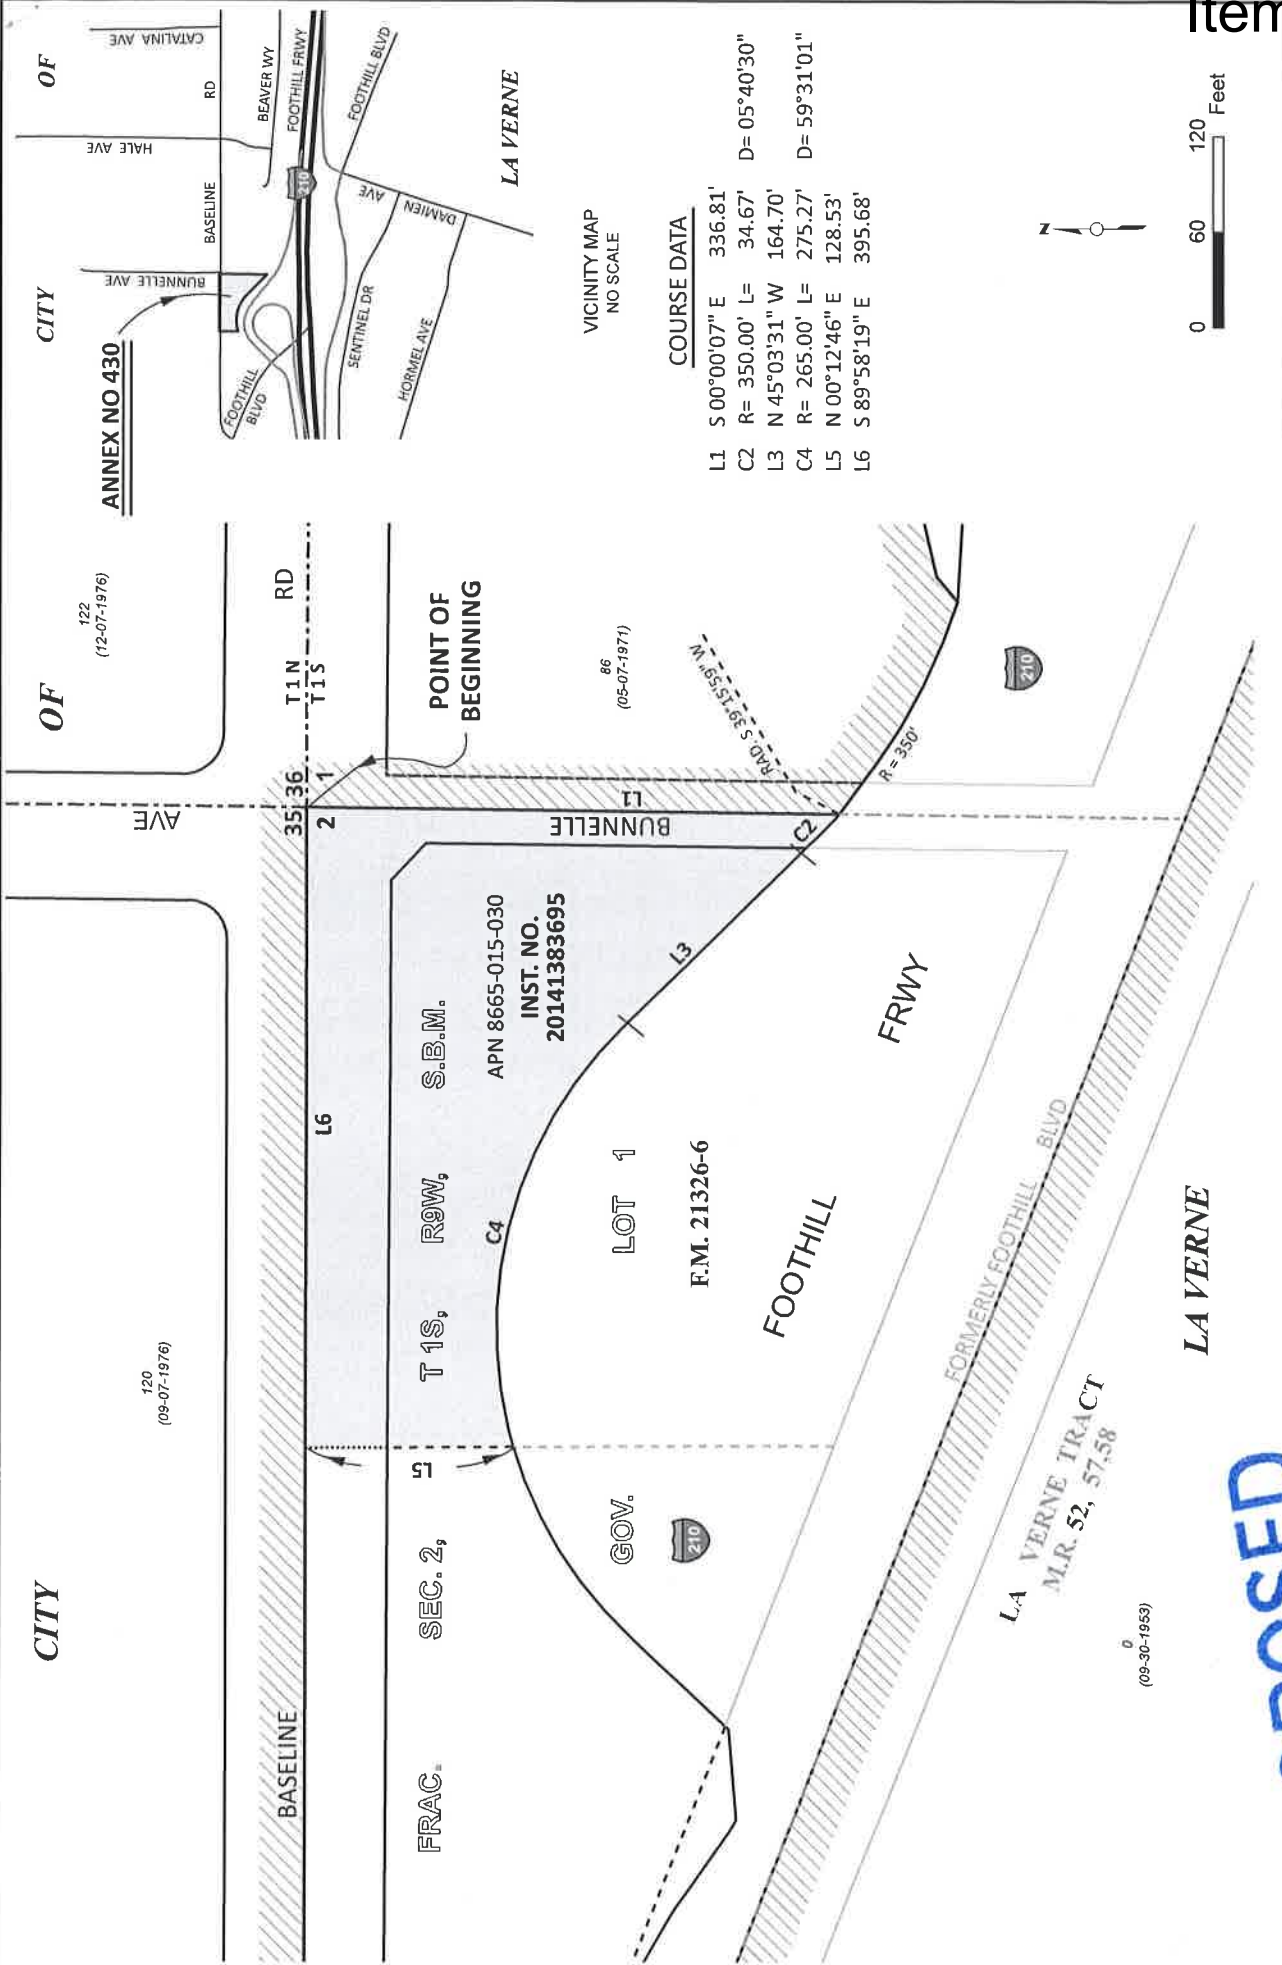 Item
CITY
OF
CITY
OF
CATALINA AVE
HALE AVE
BASELINE
RD
BUNNELLE AVE
BEAVER WY
FOOTHILL FRWY
210
FOOTHILL BLVD
DAMIEN
AVE
FOOTHILL
BLVD
SENTINEL DR
HORMEL AVE
LA VERNE
ANNEX NO 430
VICINITY MAP
NO SCALE
COURSE DATA
L1 S 00°00'07" E 336.81'
C2 R= 350.00' L= 34.67' D= 05°40'30"
L3 N 45°03'31" W 164.70'
C4 R= 265.00' L= 275.27' D= 59°31'01"
L5 N 00°12'46" E 128.53'
L6 S 89°58'19" E 395.68'
N
0 60 120
Feet
120
(09-07-1976)
122
(12-07-1976)
AVE
BASELINE
RD
35 36
2 1
T1N
T1S
POINT OF
BEGINNING
86
(05-07-1971)
L6
L1
BUNNELLE
RAD. S 39°15'59" W
R = 350'
C2
L3
C4
L5
FRAC. SEC. 2, T 1S, R9W, S.B.M.
APN 8665-015-030
INST. NO.
20141383695
GOV. LOT 1
F.M. 21326-6
210
210
FOOTHILL FRWY
FORMERLY FOOTHILL BLVD
LA VERNE TRACT
M.R. 52, 57,58
0
(09-30-1953)
LA VERNE